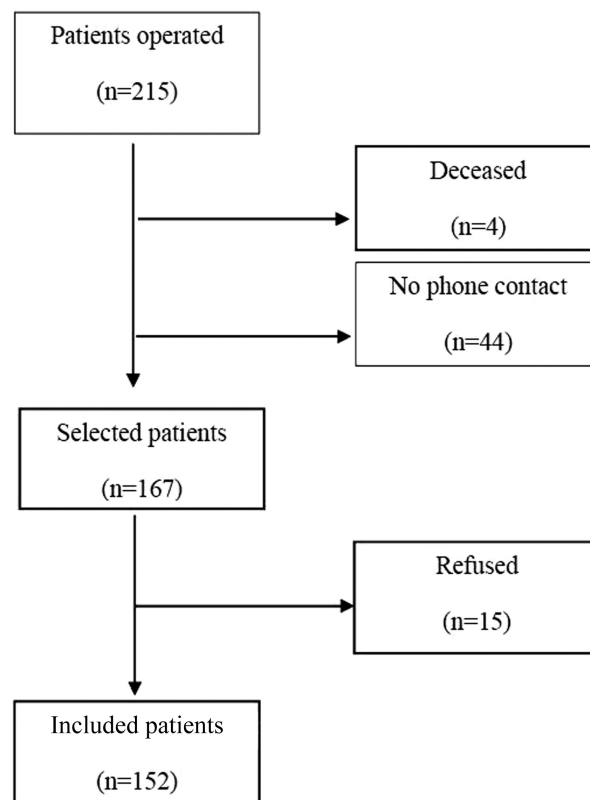 Patients operated
(n=215)
Deceased
(n=4)
No phone contact
(n=44)
Selected patients
(n=167)
Refused
(n=15)
Included patients
(n=152)